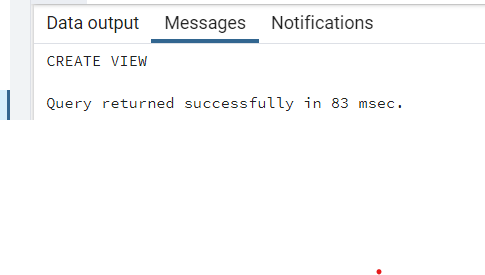 Data output Messages Notifications
CREATE VIEW
Query returned successfully in 83 msec.